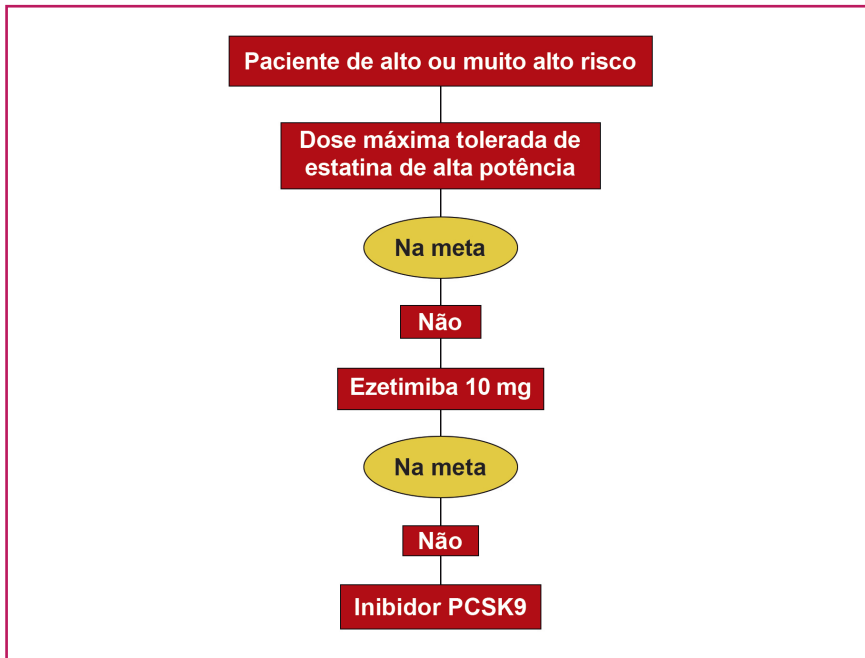 Paciente de alto ou muito alto risco
Dose máxima tolerada de
estatina de alta potência
Na meta
Não
Ezetimiba 10 mg
Na meta
Não
Inibidor PCSK9